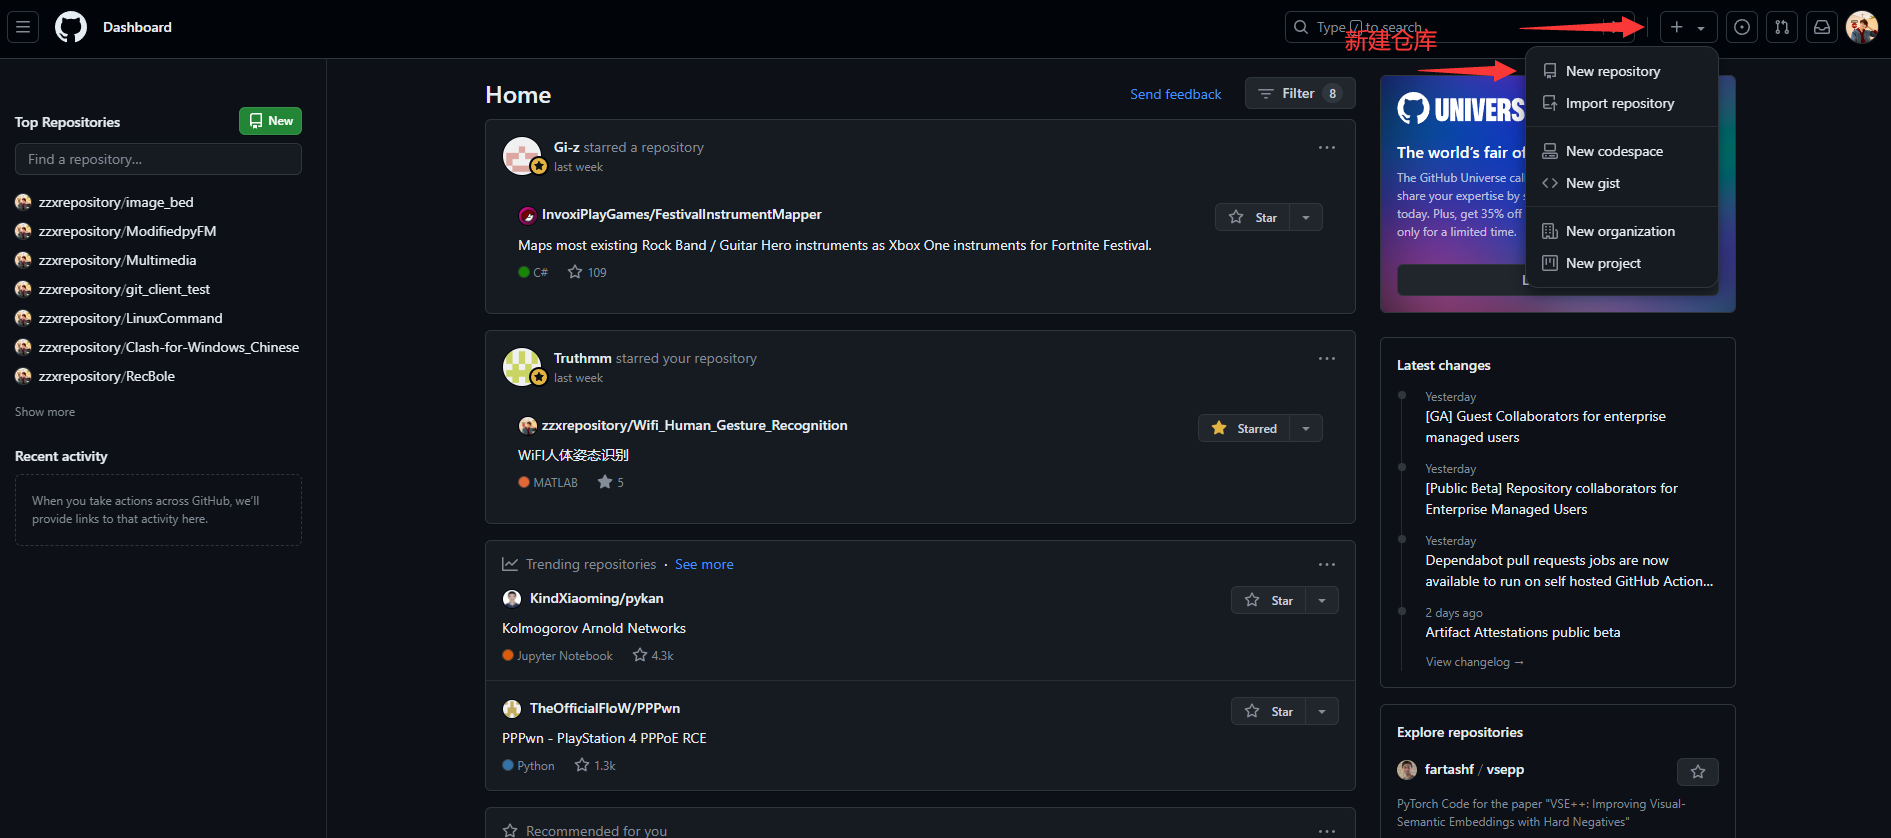 Dashboard
Type / to search
新建仓库
New repository
Import repository
New codespace
New gist
New organization
New project
Top Repositories
New
Find a repository...
zzxrepository/image_bed
zzxrepository/ModifiedpyFM
zzxrepository/Multimedia
zzxrepository/git_client_test
zzxrepository/LinuxCommand
zzxrepository/Clash-for-Windows_Chinese
zzxrepository/RecBole
Show more
Recent activity
When you take actions across GitHub, we'll
provide links to that activity here.
Home
Send feedback
Filter 8
Gi-z starred a repository
last week
InvoxiPlayGames/FestivalInstrumentMapper
Star
Maps most existing Rock Band / Guitar Hero instruments as Xbox One instruments for Fortnite Festival.
C# 109
Truthmm starred your repository
last week
zzxrepository/Wifi_Human_Gesture_Recognition
Starred
WiFI人体姿态识别
MATLAB 5
Trending repositories · See more
KindXiaoming/pykan
Star
Kolmogorov Arnold Networks
Jupyter Notebook 4.3k
TheOfficialFloW/PPPwn
Star
PPPwn - PlayStation 4 PPPoE RCE
Python 1.3k
Recommended for you
UNIVERS
The world's fair of
The GitHub Universe cal
share your expertise by s
today. Plus, get 35% off
only for a limited time.
Latest changes
Yesterday
[GA] Guest Collaborators for enterprise
managed users
Yesterday
[Public Beta] Repository collaborators for
Enterprise Managed Users
Yesterday
Dependabot pull requests jobs are now
available to run on self hosted GitHub Action...
2 days ago
Artifact Attestations public beta
View changelog →
Explore repositories
fartashf / vsepp
PyTorch Code for the paper "VSE++: Improving Visual-
Semantic Embeddings with Hard Negatives"